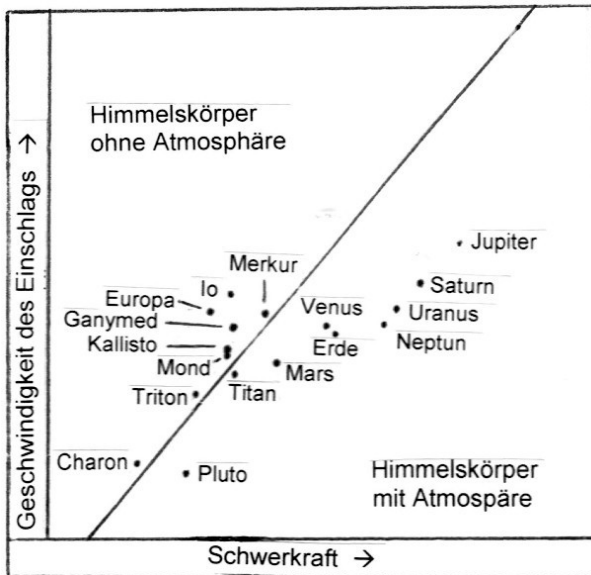 Himmelskörper
ohne Atmosphäre
Geschwindigkeit des Einschlags →
Jupiter
Merkur
Io
Saturn
Europa
Venus
Uranus
Ganymed
Erde
Neptun
Kallisto
Mond
Mars
Triton
Titan
Charon
Pluto
Himmelskörper
mit Atmospäre
Schwerkraft →